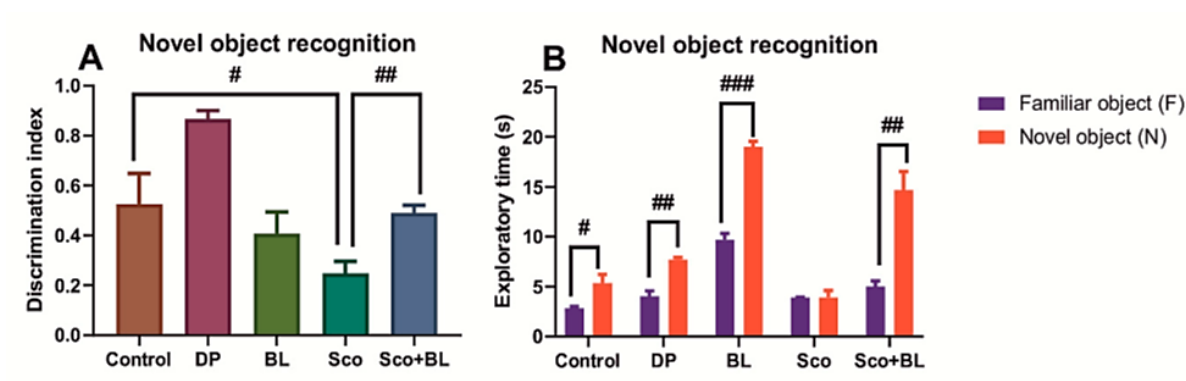 A
Novel object recognition
#
##
Discrimination index
1.0
0.8
0.6
0.4
0.2
0.0
Control DP BL Sco Sco+BL
B
Novel object recognition
Exploratory time (s)
25
20
15
10
5
0
#
##
###
##
Control DP BL Sco Sco+BL
Familiar object (F)
Novel object (N)